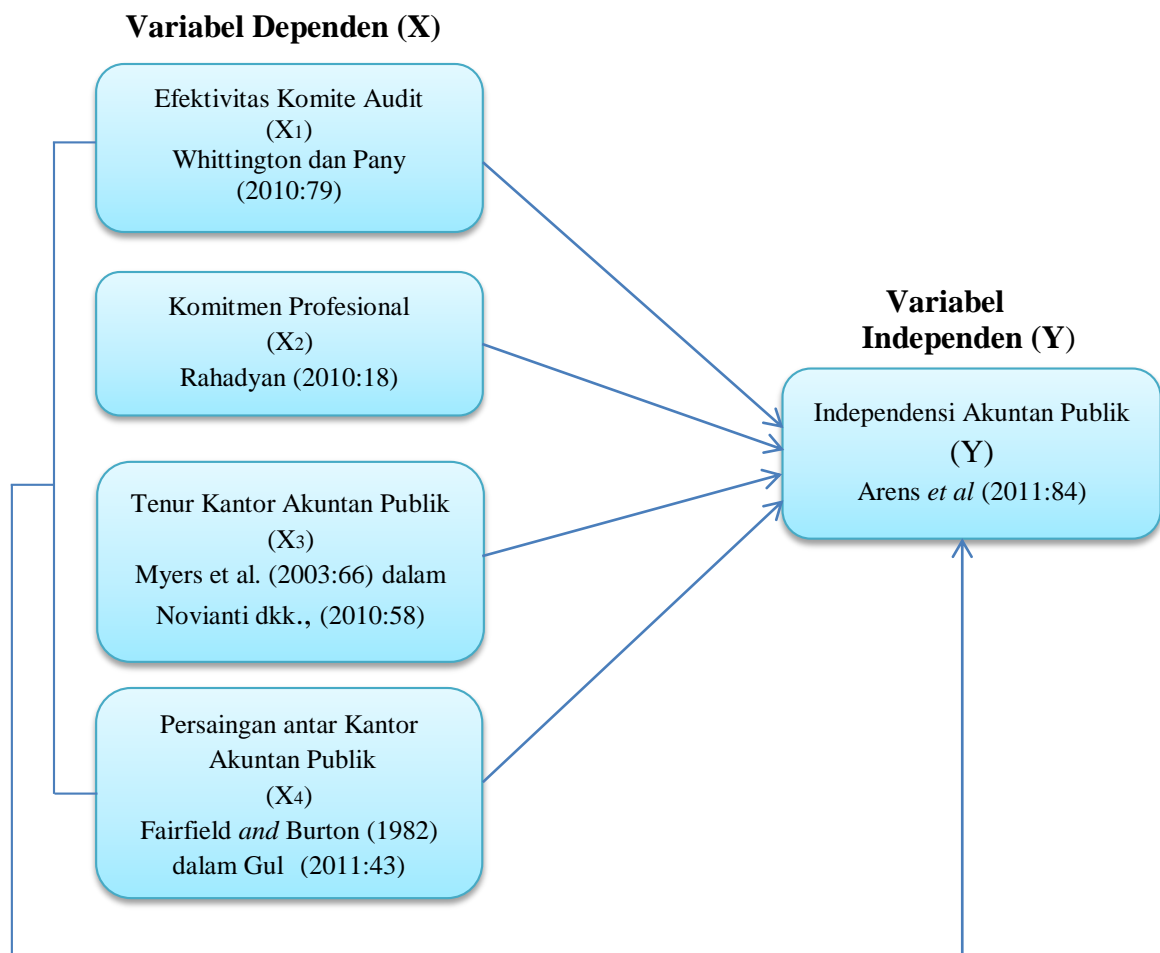 Variabel Dependen (X)
Efektivitas Komite Audit
(X1)
Whittington dan Pany
(2010:79)
Komitmen Profesional
(X2)
Rahadyan (2010:18)
Tenur Kantor Akuntan Publik
(X3)
Myers et al. (2003:66) dalam
Novianti dkk., (2010:58)
Persaingan antar Kantor
Akuntan Publik
(X4)
Fairfield and Burton (1982)
dalam Gul (2011:43)
Variabel
Independen (Y)
Independensi Akuntan Publik
(Y)
Arens et al (2011:84)